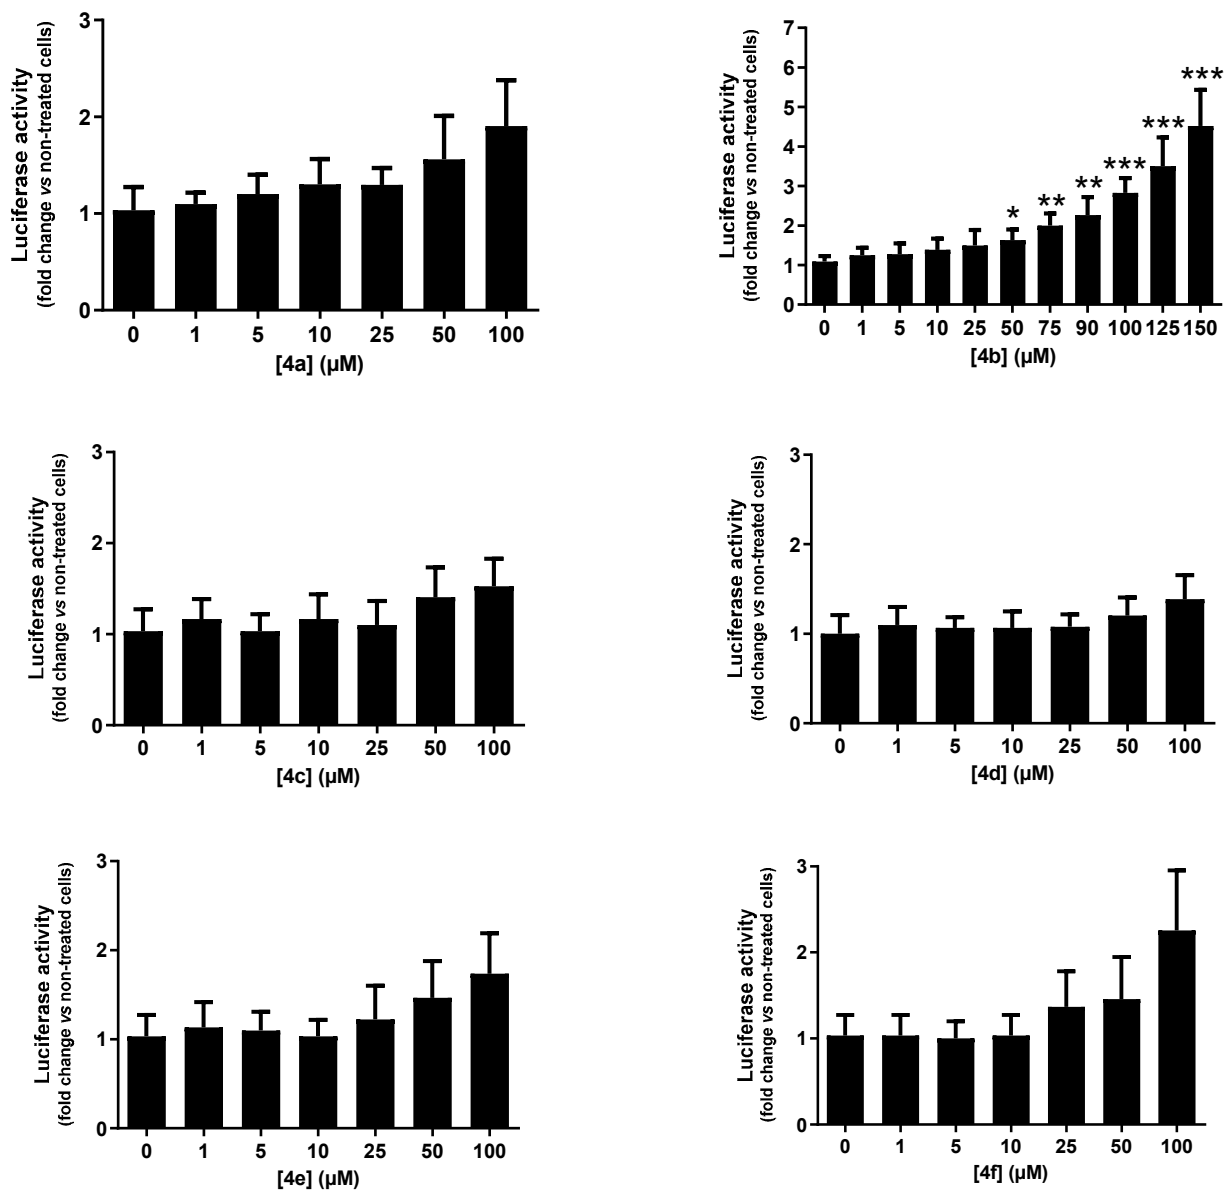 Luciferase activity
(fold change vs non-treated cells)
3
2
1
0
0 1 5 10 25 50 100
[4a] (µM)
Luciferase activity
(fold change vs non-treated cells)
7
6
5
4
3
2
1
0
* ** ** *** *** ***
0 1 5 10 25 50 75 90 100 125 150
[4b] (µM)
Luciferase activity
(fold change vs non-treated cells)
3
2
1
0
0 1 5 10 25 50 100
[4c] (µM)
Luciferase activity
(fold change vs non-treated cells)
3
2
1
0
0 1 5 10 25 50 100
[4d] (µM)
Luciferase activity
(fold change vs non-treated cells)
3
2
1
0
0 1 5 10 25 50 100
[4e] (µM)
Luciferase activity
(fold change vs non-treated cells)
3
2
1
0
0 1 5 10 25 50 100
[4f] (µM)